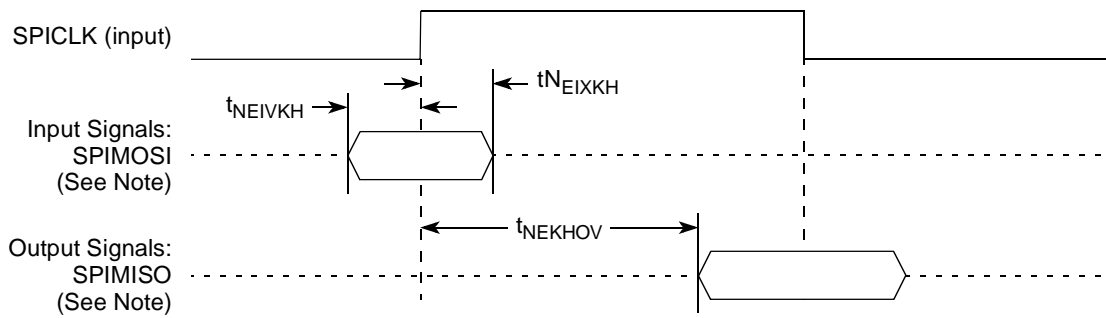 SPICLK (input)
tNEIXKH
tNEIVKH
Input Signals:
SPIMOSI
(See Note)
tNEKHOV
Output Signals:
SPIMISO
(See Note)